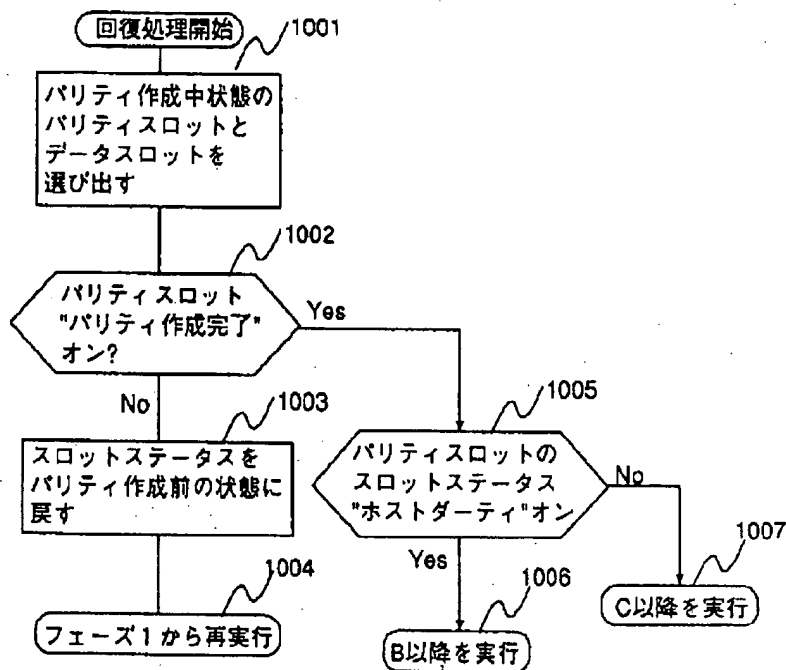 回復処理開始
1001
パリティ作成中状態の
パリティスロットと
データスロットを
選び出す
1002
パリティスロット
"パリティ作成完了"
オン?
Yes
No
1003
スロットステータスを
パリティ作成前の状態に
戻す
1004
フェーズ1から再実行
1005
パリティスロットの
スロットステータス
"ホストダーティ"オン
No
Yes
1006
B以降を実行
1007
C以降を実行